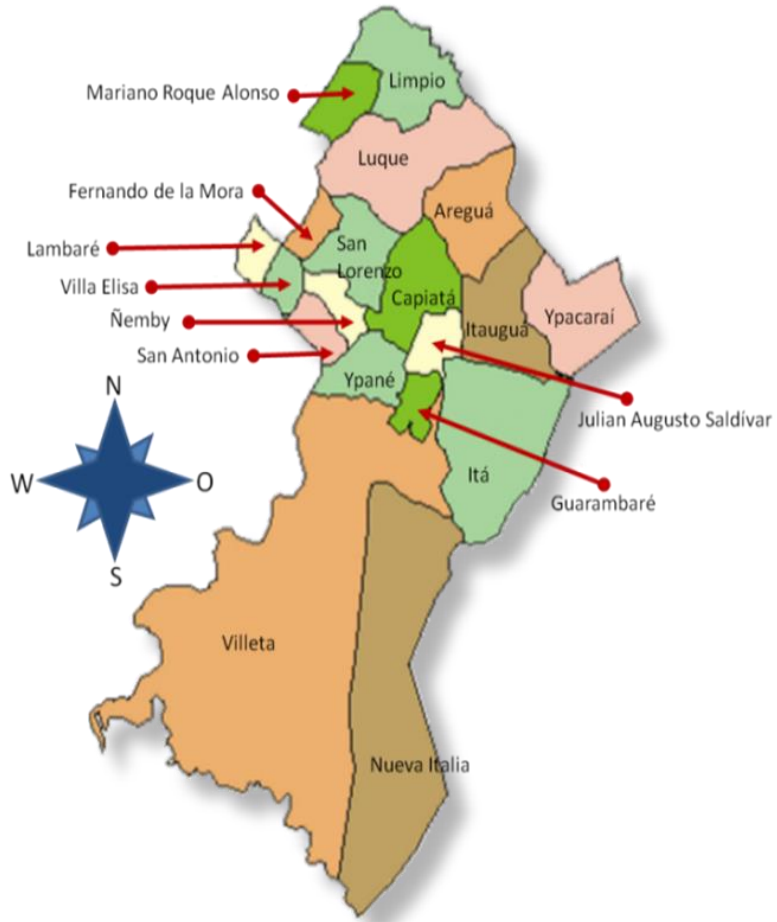 Limpio
Mariano Roque Alonso
Luque
Fernando de la Mora
Areguá
San
Lorenzo
Lambaré
Villa Elisa
Capiatá
Ñemby
Itauguá
Ypacaraí
San Antonio
Ypané
N
Julian Augusto Saldívar
W
O
Itá
Guarambaré
S
Villeta
Nueva Italia